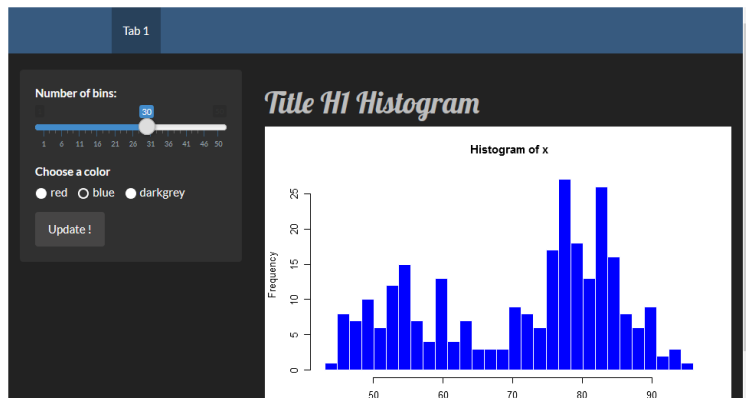 Tab 1
Number of bins:
30
1 6 11 16 21 26 31 36 41 46 50
Choose a color
red blue darkgrey
Update !
Title H1 Histogram
Histogram of x
Frequency
25
20
15
10
5
0
50 60 70 80 90